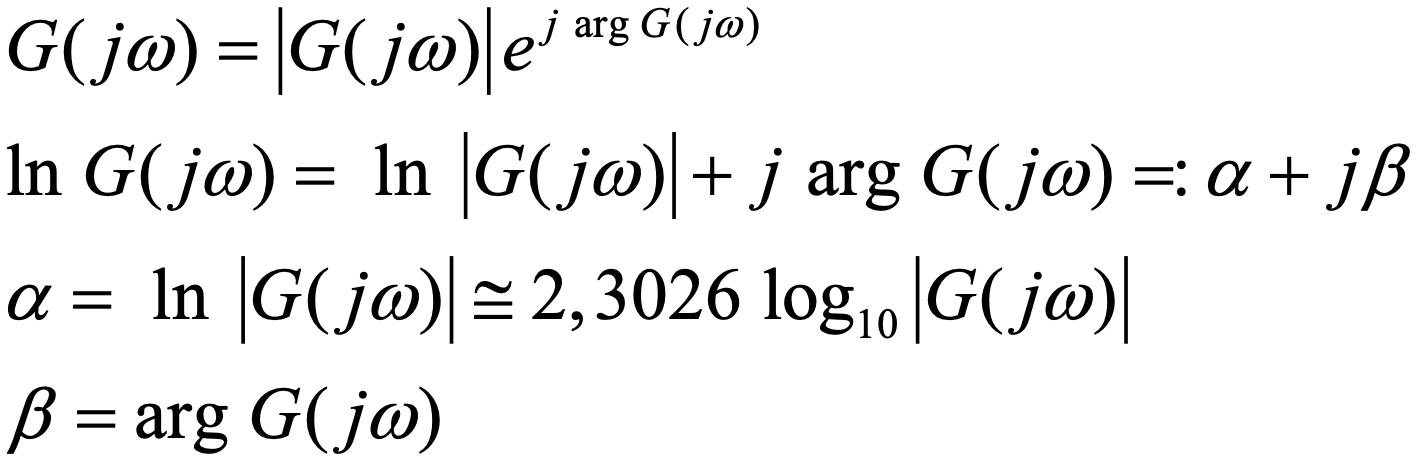 G(jω) = |G(jω)| e^{j arg G(jω)}
ln G(jω) = ln |G(jω)| + j arg G(jω) =: α + jβ
α = ln |G(jω)| ≅ 2,3026 log₁₀ |G(jω)|
β = arg G(jω)